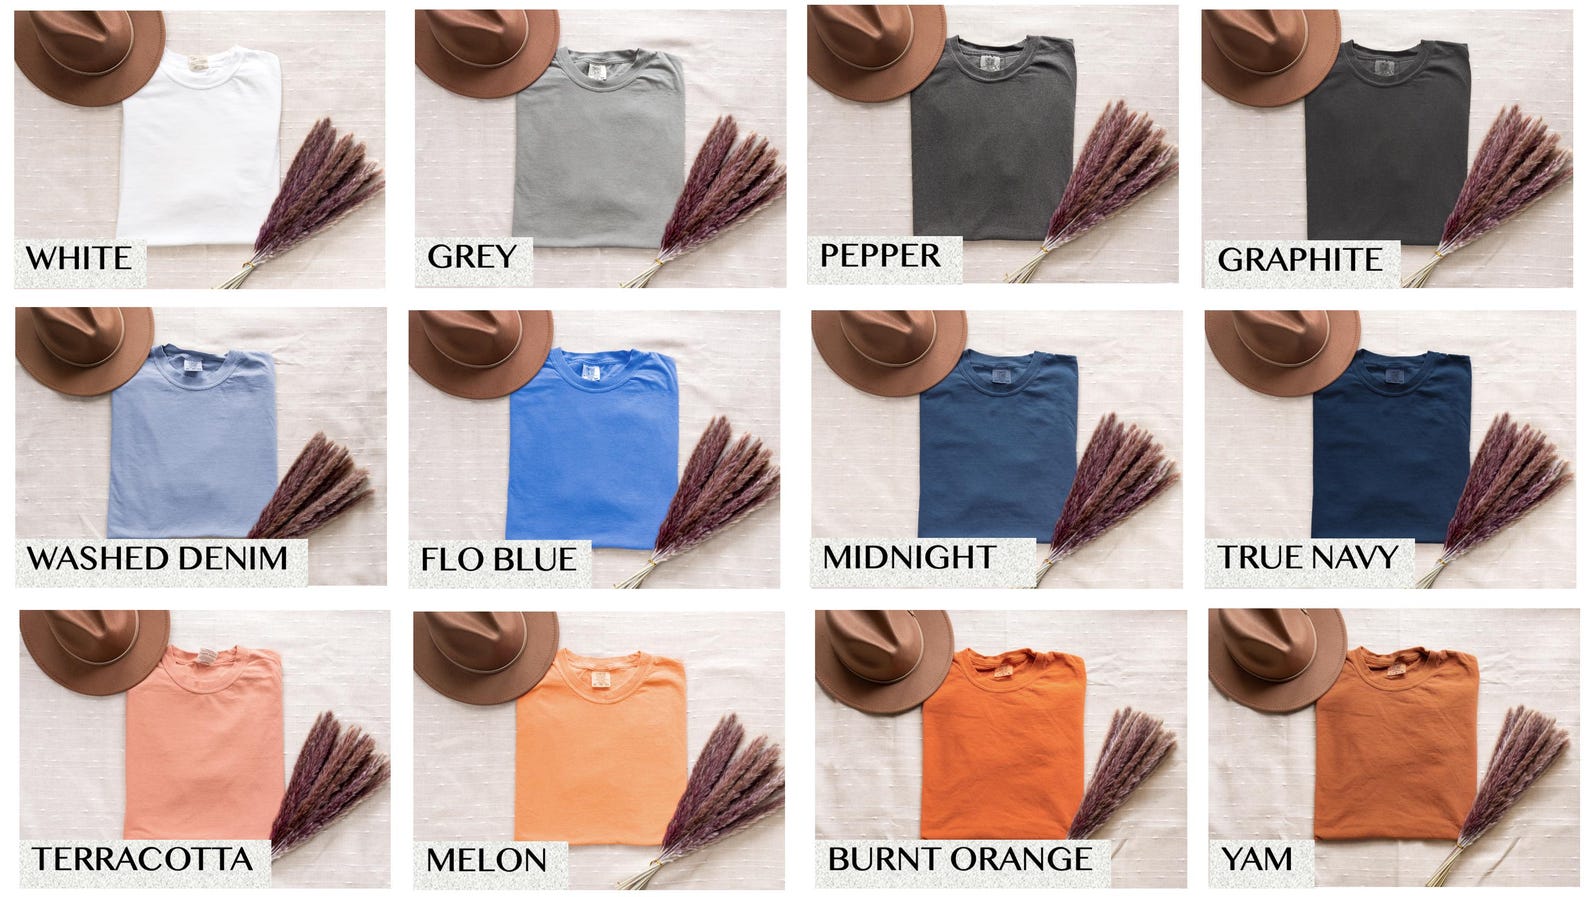 WHITE
GREY
PEPPER
GRAPHITE
WASHED DENIM
FLO BLUE
MIDNIGHT
TRUE NAVY
TERRACOTTA
MELON
BURNT ORANGE
YAM